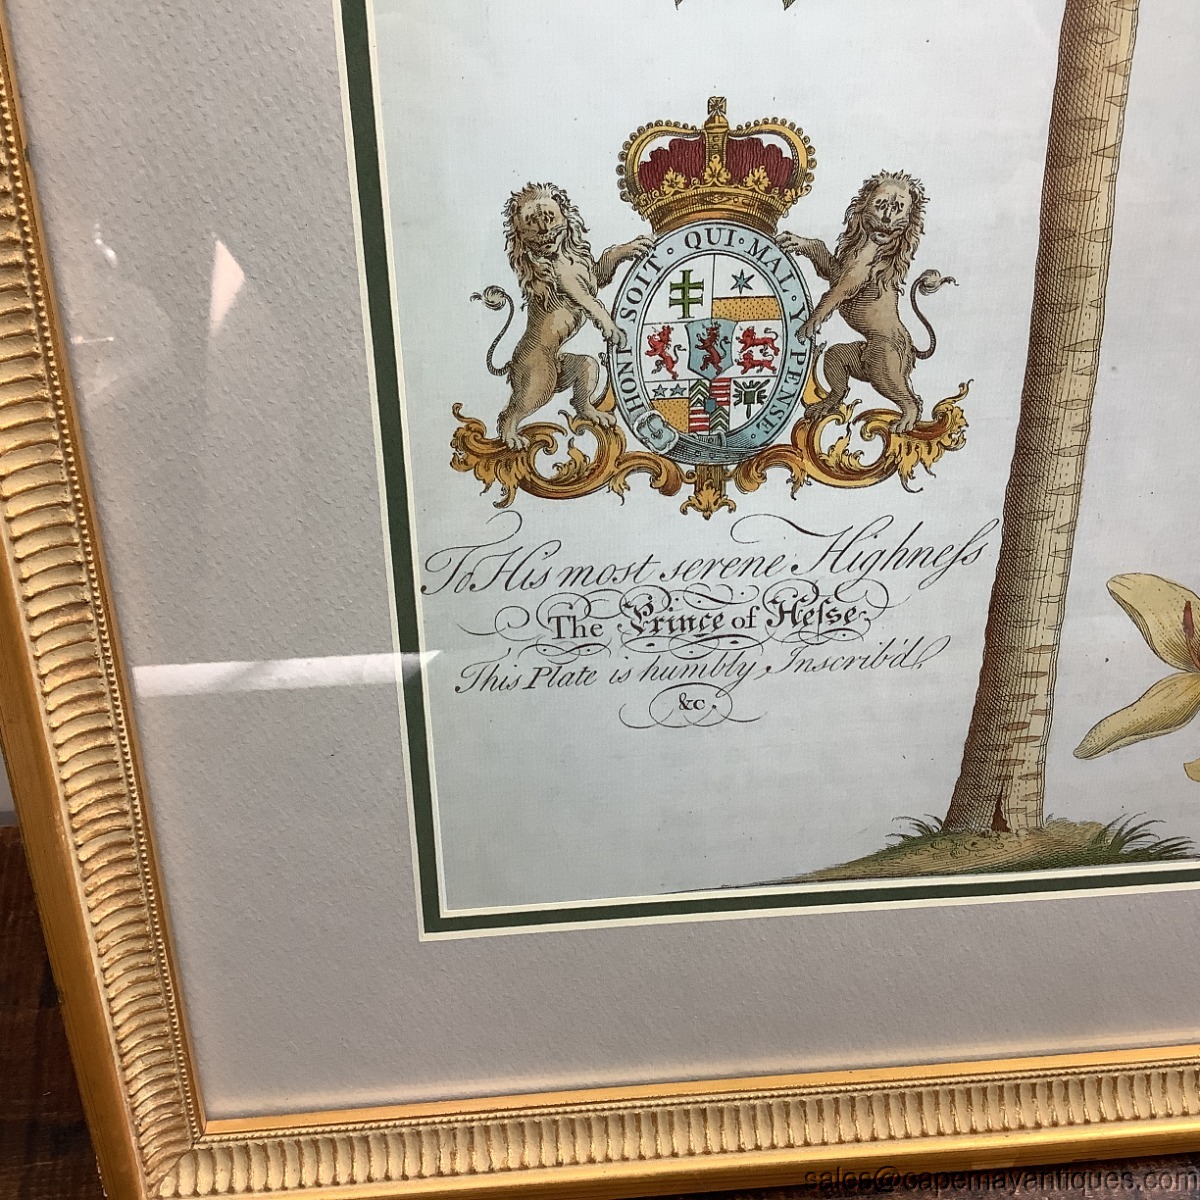 HONI · SOIT · QUI · MAL · Y · PENSE ·
To His most serene Highneſs
The Prince of Heſse
This Plate is humbly Inscrib'd
&c.
sales@capemayantiques.com